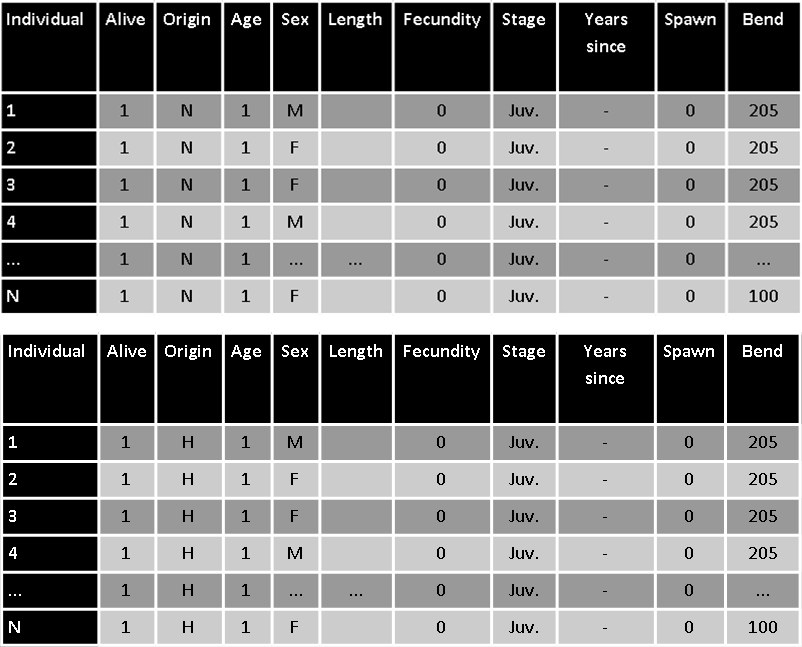 Individual Alive Origin Age Sex Length Fecundity Stage Years since Spawn Bend
1 1 N 1 M 0 Juv. - 0 205
2 1 N 1 F 0 Juv. - 0 205
3 1 N 1 F 0 Juv. - 0 205
4 1 N 1 M 0 Juv. - 0 205
... 1 N 1 ... ... 0 Juv. - 0 ...
N 1 N 1 F 0 Juv. - 0 100
Individual Alive Origin Age Sex Length Fecundity Stage Years since Spawn Bend
1 1 H 1 M 0 Juv. - 0 205
2 1 H 1 F 0 Juv. - 0 205
3 1 H 1 F 0 Juv. - 0 205
4 1 H 1 M 0 Juv. - 0 205
... 1 H 1 ... ... 0 Juv. - 0 ...
N 1 H 1 F 0 Juv. - 0 100